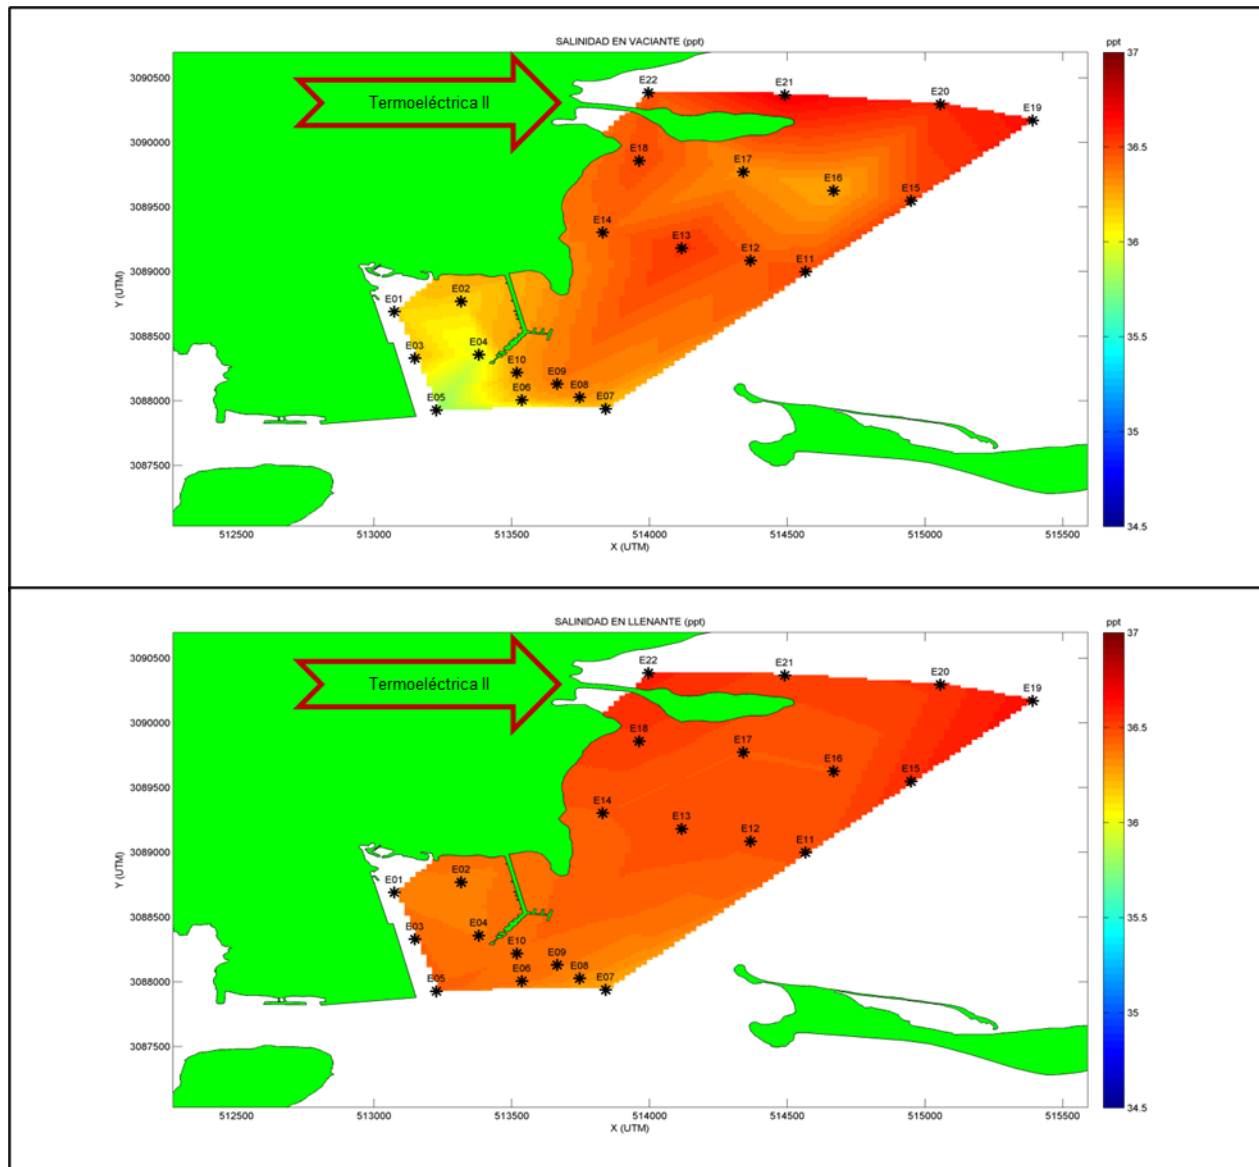 SALINIDAD EN VACIANTE (ppt)
ppt
37
3090500
E22
E21
Termoeléctrica II
E20
E19
36.5
3090000
E18
E17
E16
3089500
E15
E14
36
E13
E12
3089000
E11
Y (UTM)
E01
E02
35.5
3088500
E03
E04
E10
E09
E08
E07
E06
E05
3088000
35
3087500
34.5
512500
513000
513500
514000
514500
515000
515500
X (UTM)
SALINIDAD EN LLENANTE (ppt)
ppt
37
3090500
E22
E21
Termoeléctrica II
E20
E19
36.5
3090000
E18
E17
E16
3089500
E15
E14
36
E13
E12
3089000
E11
Y (UTM)
E01
E02
35.5
3088500
E03
E04
E10
E09
E08
E07
E06
E05
3088000
35
3087500
34.5
512500
513000
513500
514000
514500
515000
515500
X (UTM)